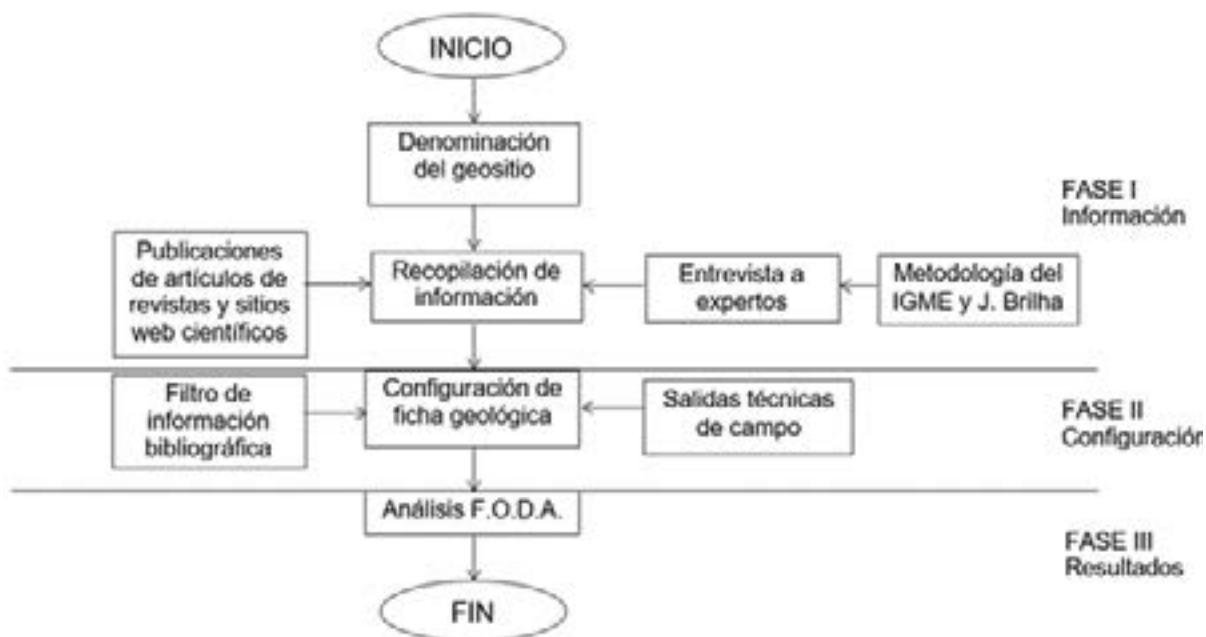 INICIO
Denominación
del geositio
FASE I
Información
Publicaciones
de artículos de
revistas y sitios
web científicos
Recopilación de
información
Entrevista a
expertos
Metodología del
IGME y J. Brilha
Filtro de
información
bibliográfica
Configuración de
ficha geológica
Salidas técnicas
de campo
FASE II
Configuración
Análisis F.O.D.A.
FASE III
Resultados
FIN